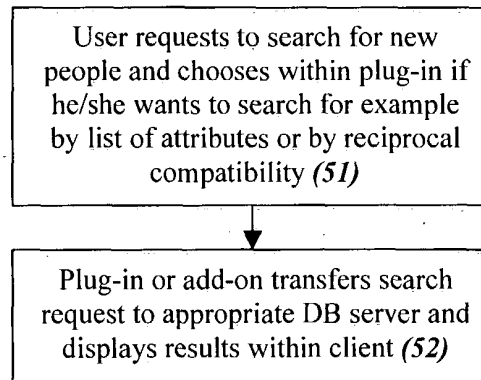 User requests to search for new
people and chooses within plug-in if
he/she wants to search for example
by list of attributes or by reciprocal
compatibility (51)
Plug-in or add-on transfers search
request to appropriate DB server and
displays results within client (52)